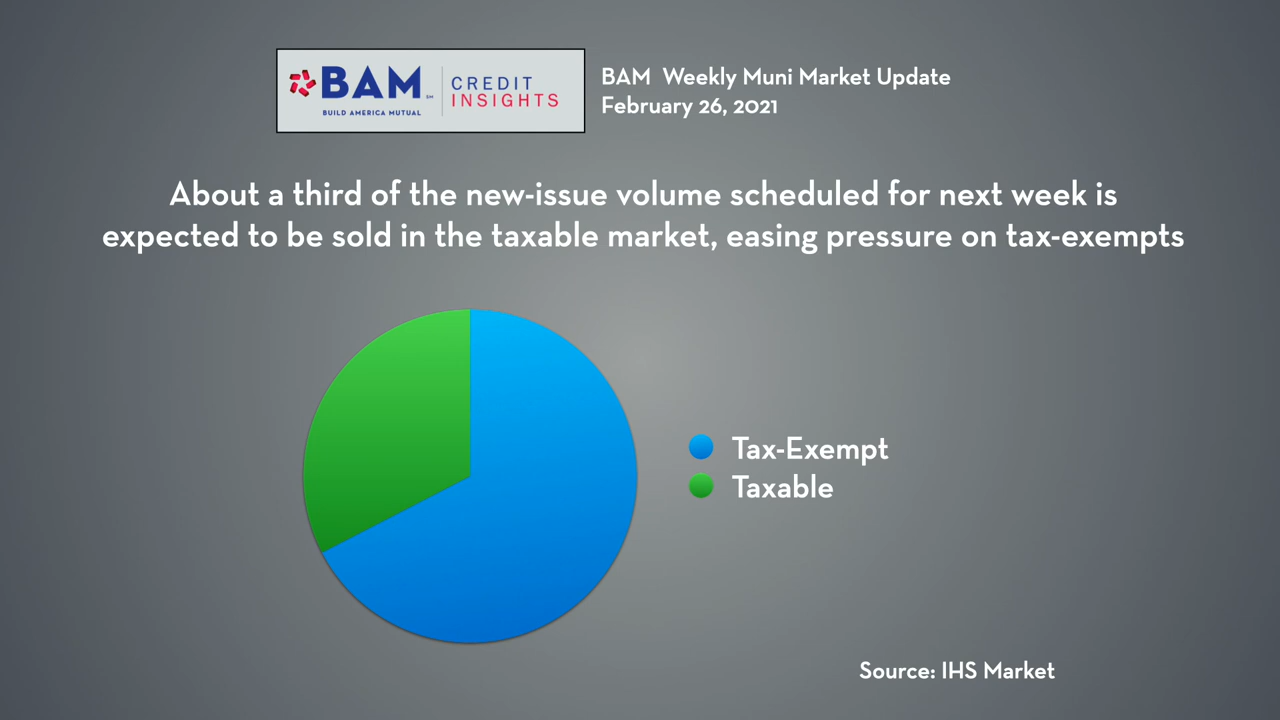 BAM SM
BUILD AMERICA MUTUAL
CREDIT
INSIGHTS
BAM Weekly Muni Market Update
February 26, 2021
About a third of the new-issue volume scheduled for next week is
expected to be sold in the taxable market, easing pressure on tax-exempts
Tax-Exempt
Taxable
Source: IHS Market